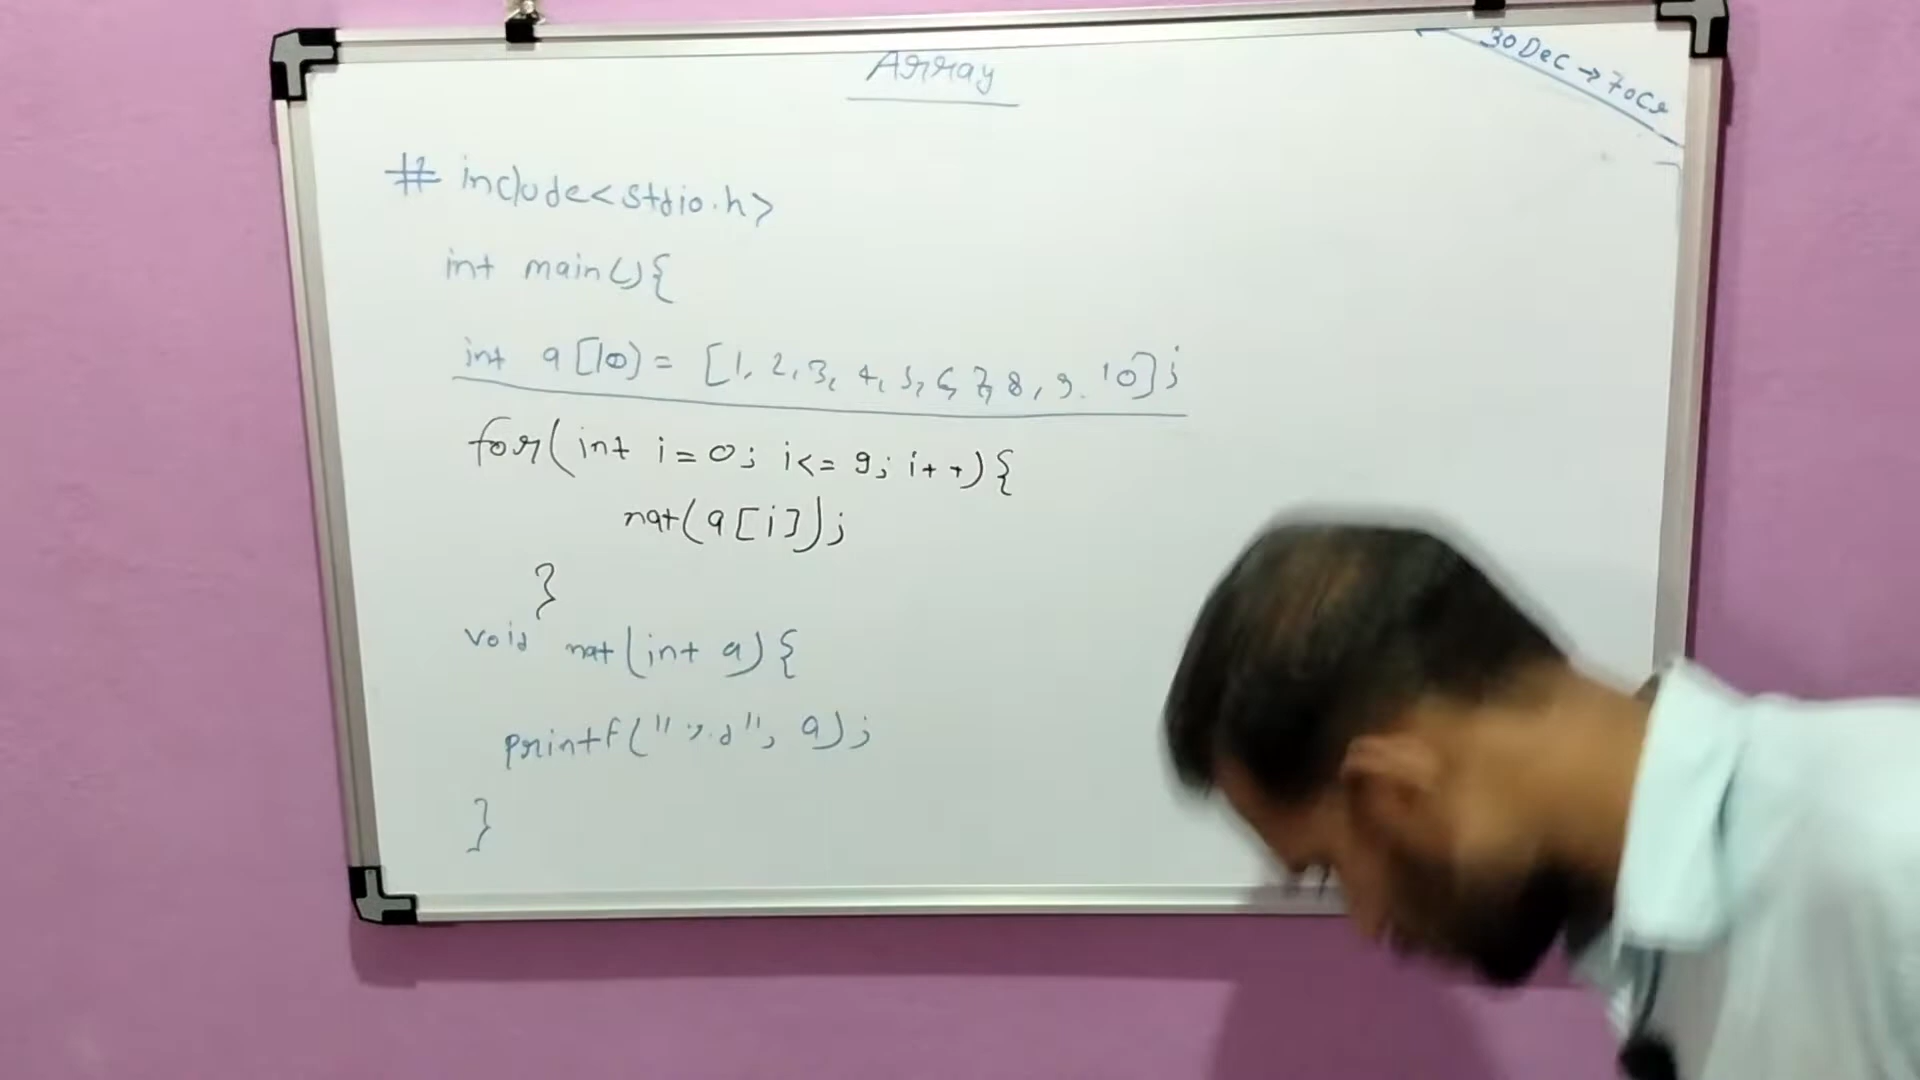 Array
30 Dec → 7 Oct
# include<stdio.h>
int main(){
int a[10] = [1, 2, 3, 4, 5, 6, 7, 8, 9, 10];
for(int i=0; i<= 9; i++){
nat(a[i]);
}
void nat(int a){
printf("%d", a);
}